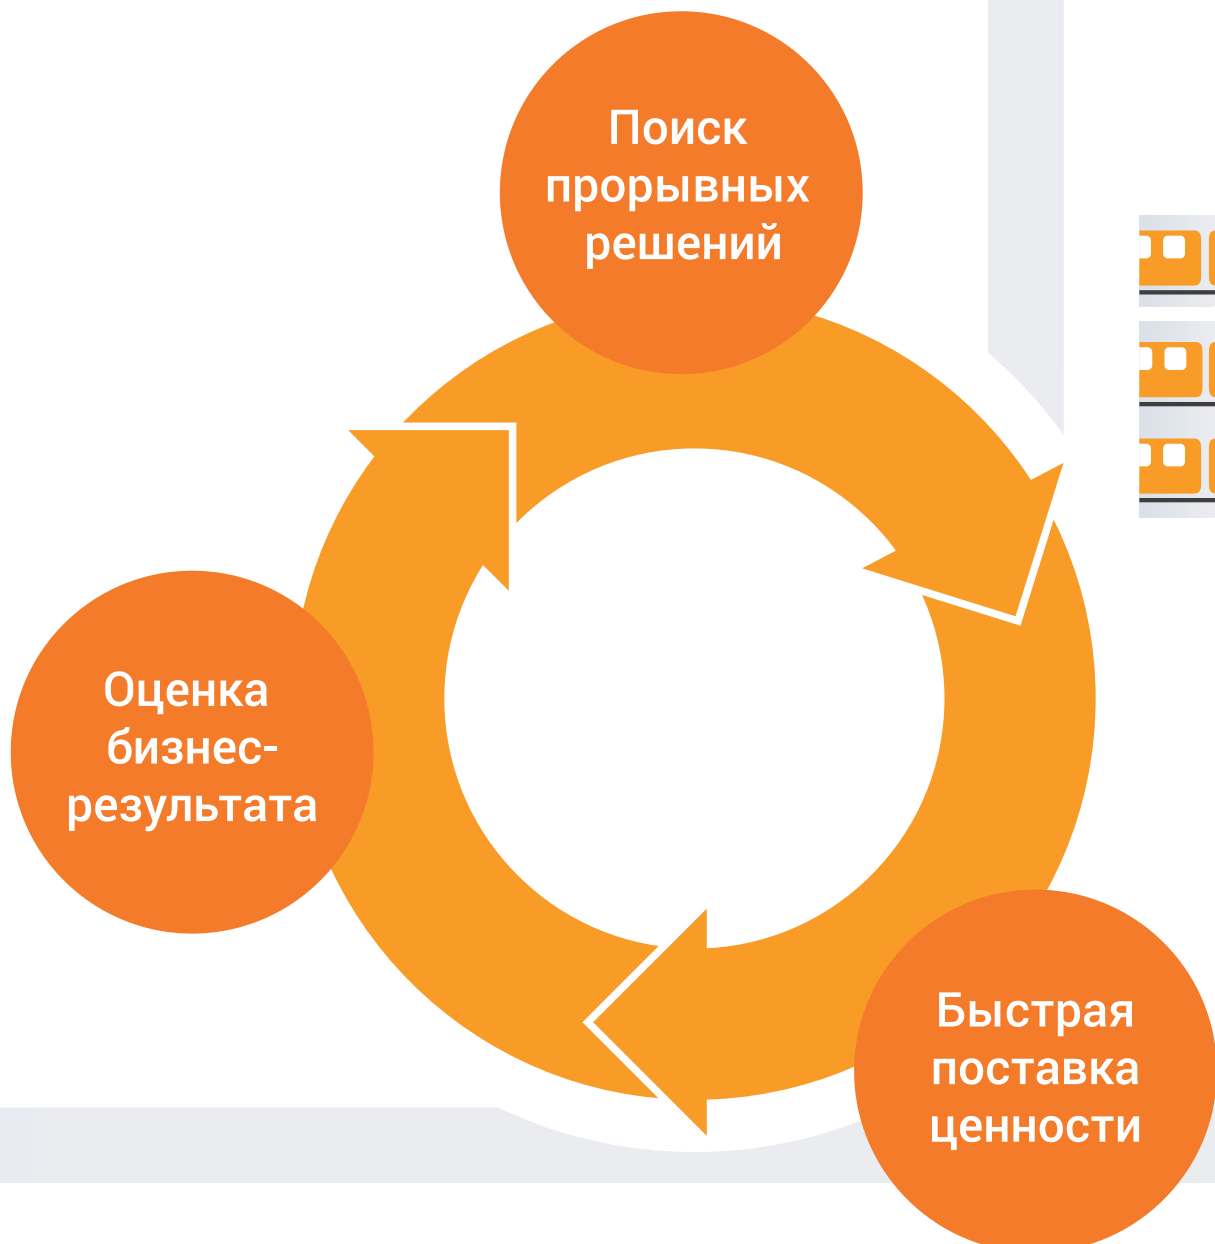 Поиск
прорывных
решений
Оценка
бизнес-
результата
Быстрая
поставка
ценности